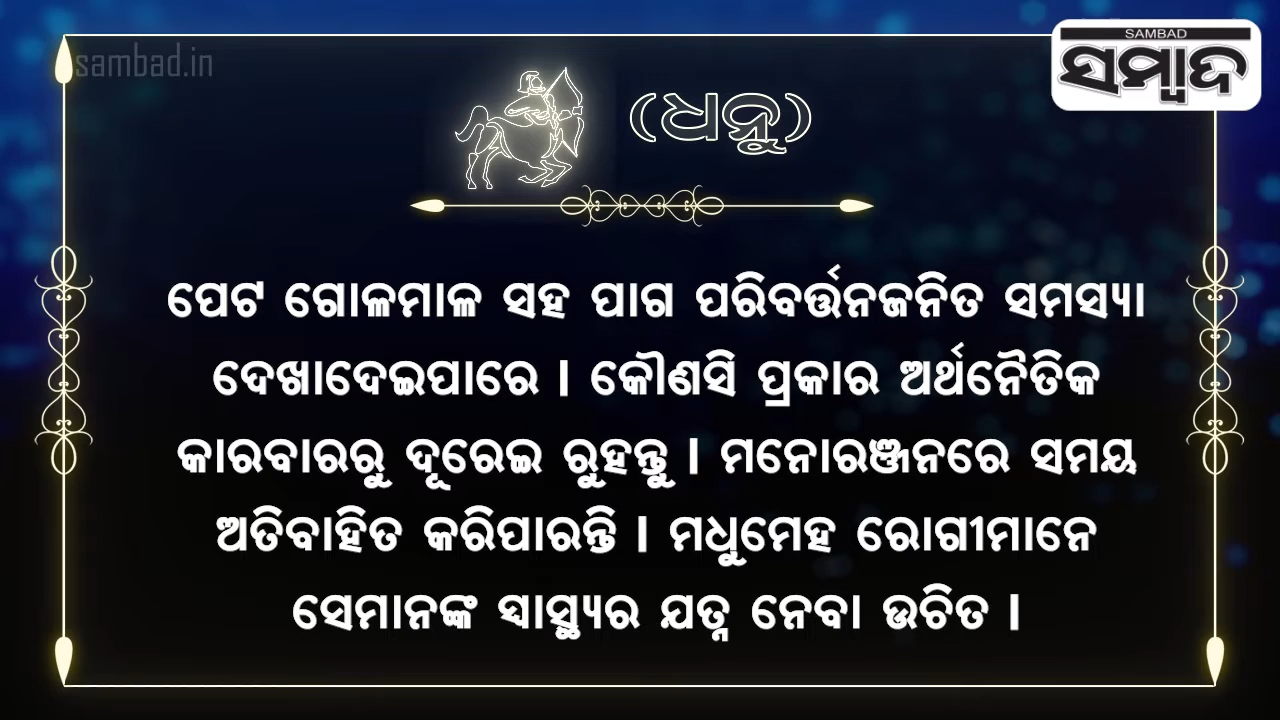 sambad.in
SAMBAD
ସମ୍ବାଦ
(ଧନୁ)
ପେଟ ଗୋଳମାଳ ସହ ପାଗ ପରିବର୍ତ୍ତନଜନିତ ସମସ୍ୟା
ଦେଖାଦେଇପାରେ । କୌଣସି ପ୍ରକାର ଅର୍ଥନୈତିକ
କାରବାରରୁ ଦୂରେଇ ରୁହନ୍ତୁ । ମନୋରଞ୍ଜନରେ ସମୟ
ଅତିବାହିତ କରିପାରନ୍ତି । ମଧୁମେହ ରୋଗୀମାନେ
ସେମାନଙ୍କ ସ୍ୱାସ୍ଥ୍ୟର ଯତ୍ନ ନେବା ଉଚିତ ।